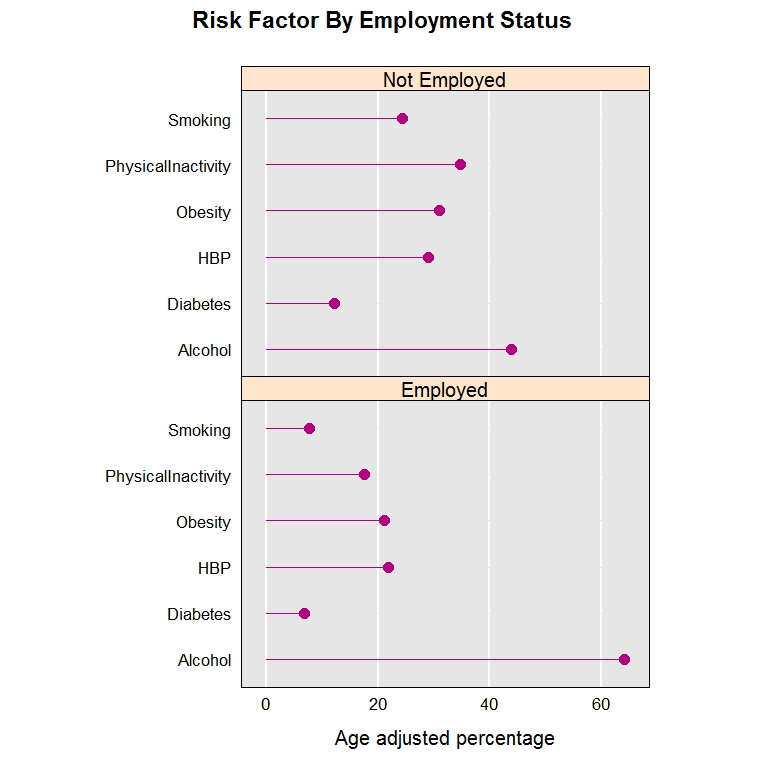 Risk Factor By Employment Status
Not Employed
Smoking
PhysicalInactivity
Obesity
HBP
Diabetes
Alcohol
Employed
Smoking
PhysicalInactivity
Obesity
HBP
Diabetes
Alcohol
0 20 40 60
Age adjusted percentage